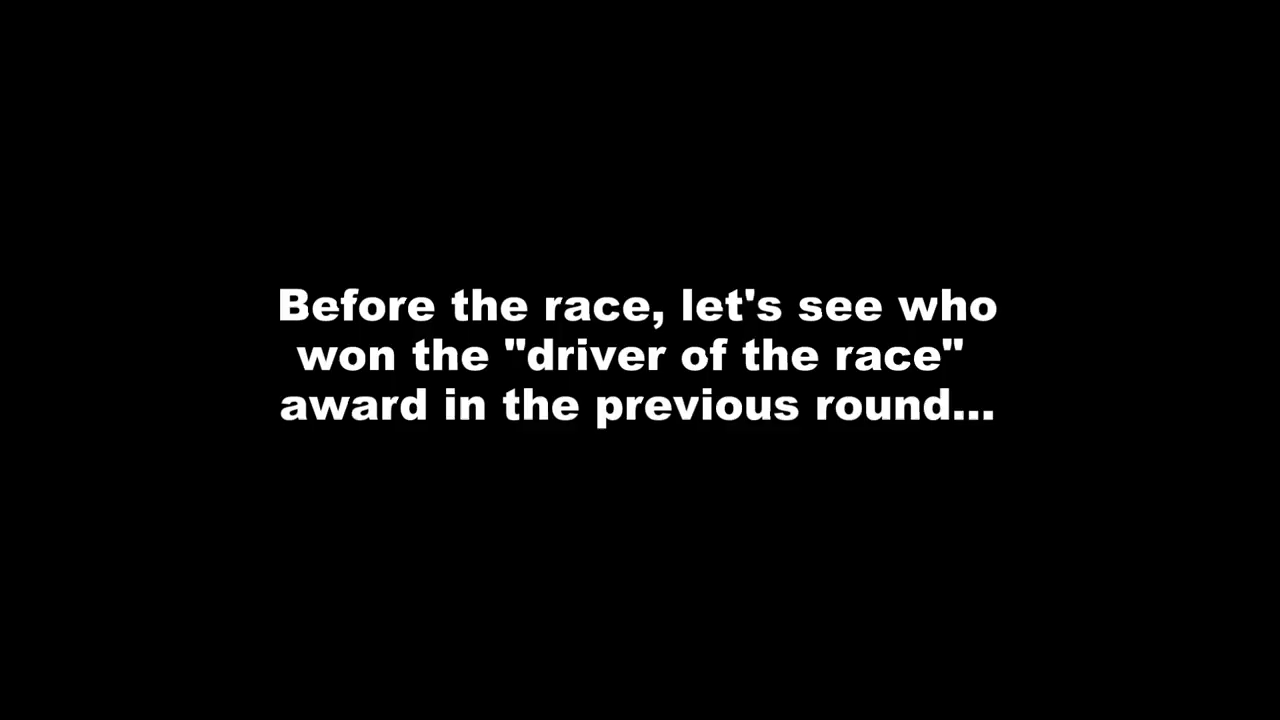 Before the race, let's see who
won the "driver of the race"
award in the previous round...